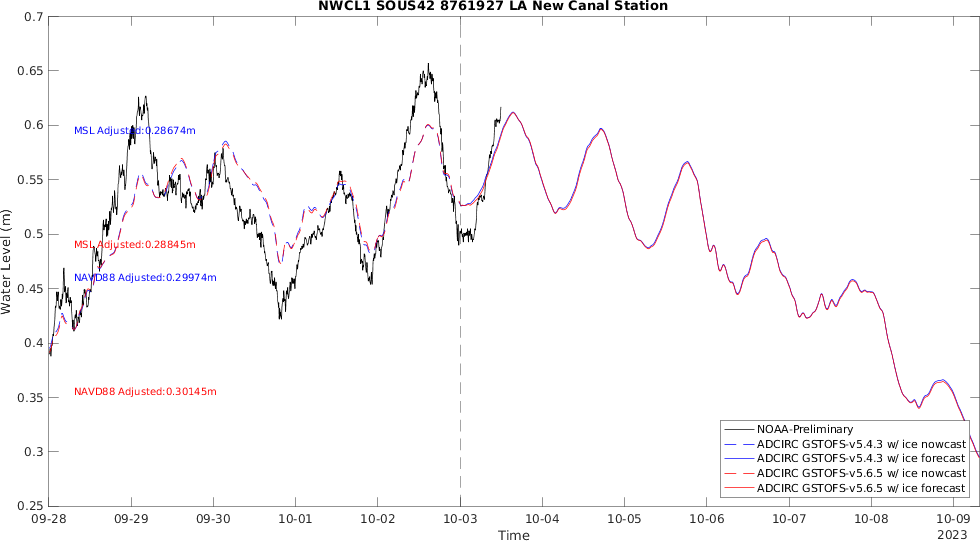 NWCL1 SOUS42 8761927 LA New Canal Station
0.7
0.65
0.6
0.55
0.5
0.45
0.4
0.35
0.3
0.25
Water Level (m)
MSL Adjusted:0.28674m
MSL Adjusted:0.28845m
NAVD88 Adjusted:0.29974m
NAVD88 Adjusted:0.30145m
NOAA-Preliminary
ADCIRC GSTOFS-v5.4.3 w/ ice nowcast
ADCIRC GSTOFS-v5.4.3 w/ ice forecast
ADCIRC GSTOFS-v5.6.5 w/ ice nowcast
ADCIRC GSTOFS-v5.6.5 w/ ice forecast
09-28 09-29 09-30 10-01 10-02 10-03 10-04 10-05 10-06 10-07 10-08 10-09
Time
2023